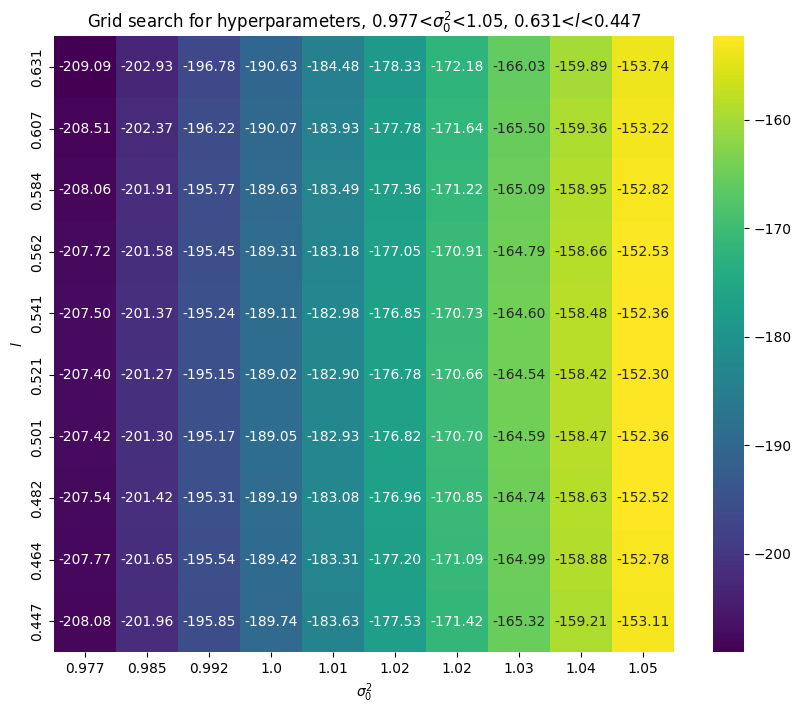 Grid search for hyperparameters, 0.977<σ₀²<1.05, 0.631<l<0.447
0.631 -209.09 -202.93 -196.78 -190.63 -184.48 -178.33 -172.18 -166.03 -159.89 -153.74
0.607 -208.51 -202.37 -196.22 -190.07 -183.93 -177.78 -171.64 -165.50 -159.36 -153.22
0.584 -208.06 -201.91 -195.77 -189.63 -183.49 -177.36 -171.22 -165.09 -158.95 -152.82
0.562 -207.72 -201.58 -195.45 -189.31 -183.18 -177.05 -170.91 -164.79 -158.66 -152.53
0.541 -207.50 -201.37 -195.24 -189.11 -182.98 -176.85 -170.73 -164.60 -158.48 -152.36
l
0.521 -207.40 -201.27 -195.15 -189.02 -182.90 -176.78 -170.66 -164.54 -158.42 -152.30
0.501 -207.42 -201.30 -195.17 -189.05 -182.93 -176.82 -170.70 -164.59 -158.47 -152.36
0.482 -207.54 -201.42 -195.31 -189.19 -183.08 -176.96 -170.85 -164.74 -158.63 -152.52
0.464 -207.77 -201.65 -195.54 -189.42 -183.31 -177.20 -171.09 -164.99 -158.88 -152.78
0.447 -208.08 -201.96 -195.85 -189.74 -183.63 -177.53 -171.42 -165.32 -159.21 -153.11
0.977 0.985 0.992 1.0 1.01 1.02 1.02 1.03 1.04 1.05
σ₀²
−160
−170
−180
−190
−200